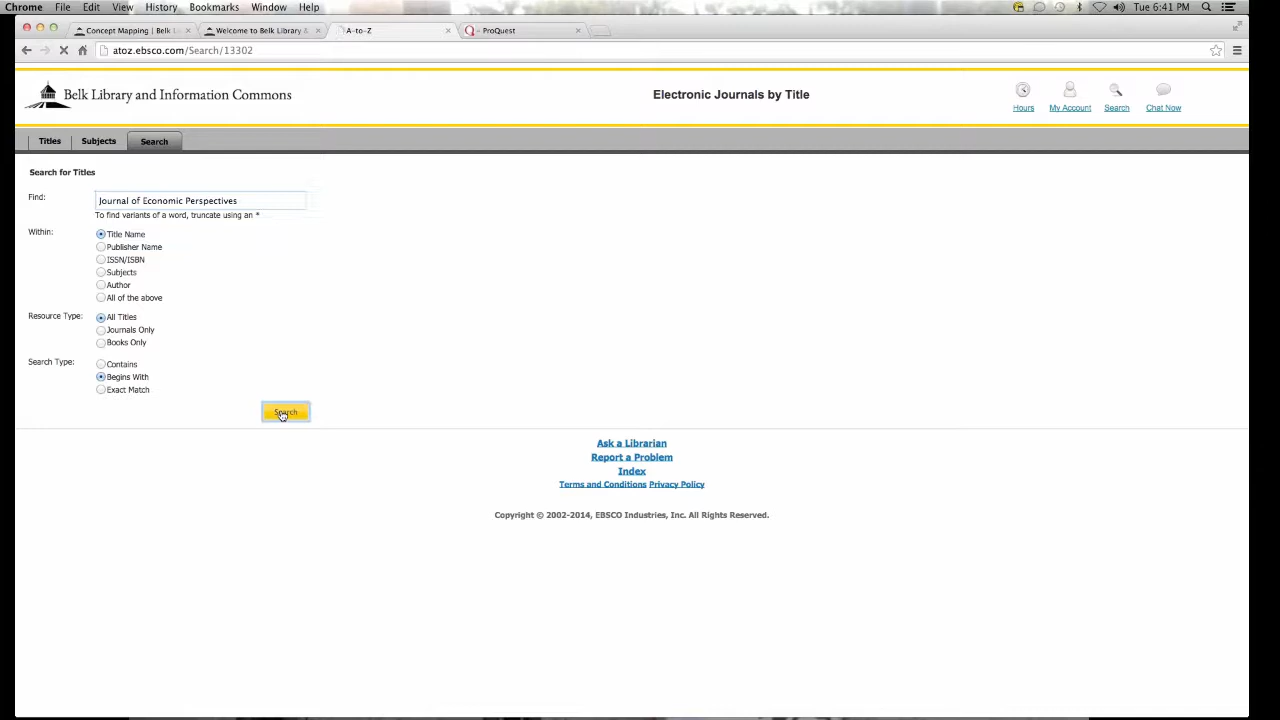 Chrome File Edit View History Bookmarks Window Help Tue 6:41 PM
Concept Mapping | Belk Li Welcome to Belk Library & A-to-Z ProQuest
atoz.ebsco.com/Search/13302
Belk Library and Information Commons Electronic Journals by Title
Hours My Account Search Chat Now
Titles Subjects Search
Search for Titles
Find: Journal of Economic Perspectives
To find variants of a word, truncate using an *
Within: Title Name
Publisher Name
ISSN/ISBN
Subjects
Author
All of the above
Resource Type: All Titles
Journals Only
Books Only
Search Type: Contains
Begins With
Exact Match
Search
Ask a Librarian
Report a Problem
Index
Terms and Conditions Privacy Policy
Copyright © 2002-2014, EBSCO Industries, Inc. All Rights Reserved.